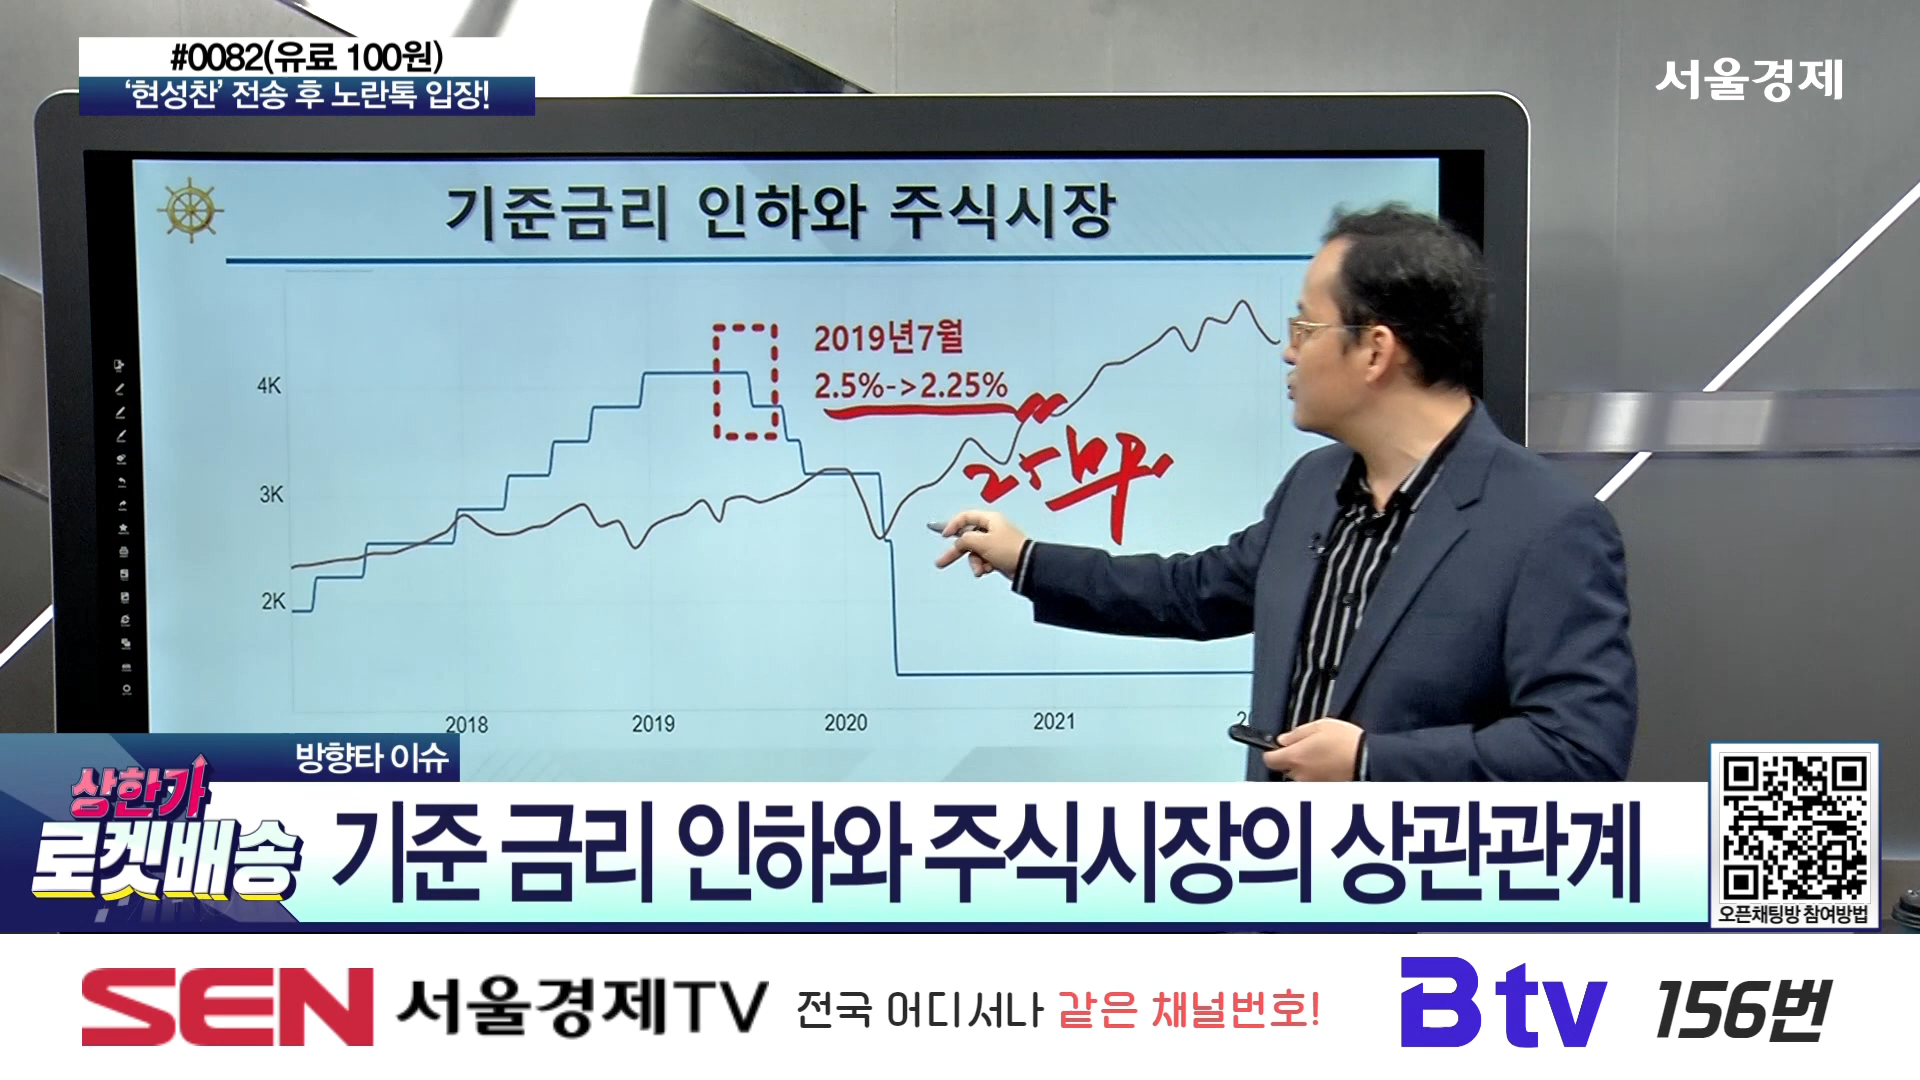 #0082(유료 100원)
‘현성찬’ 전송 후 노란톡 입장!
서울경제
기준금리 인하와 주식시장
2019년7월
2.5%->2.25%
4K
3K
2K
2018
2019
2020
2021
방향타 이슈
상한가
로켓배송
기준 금리 인하와 주식시장의 상관관계
오픈채팅방 참여방법
SEN 서울경제TV 전국 어디서나 같은 채널번호! B tv 156번